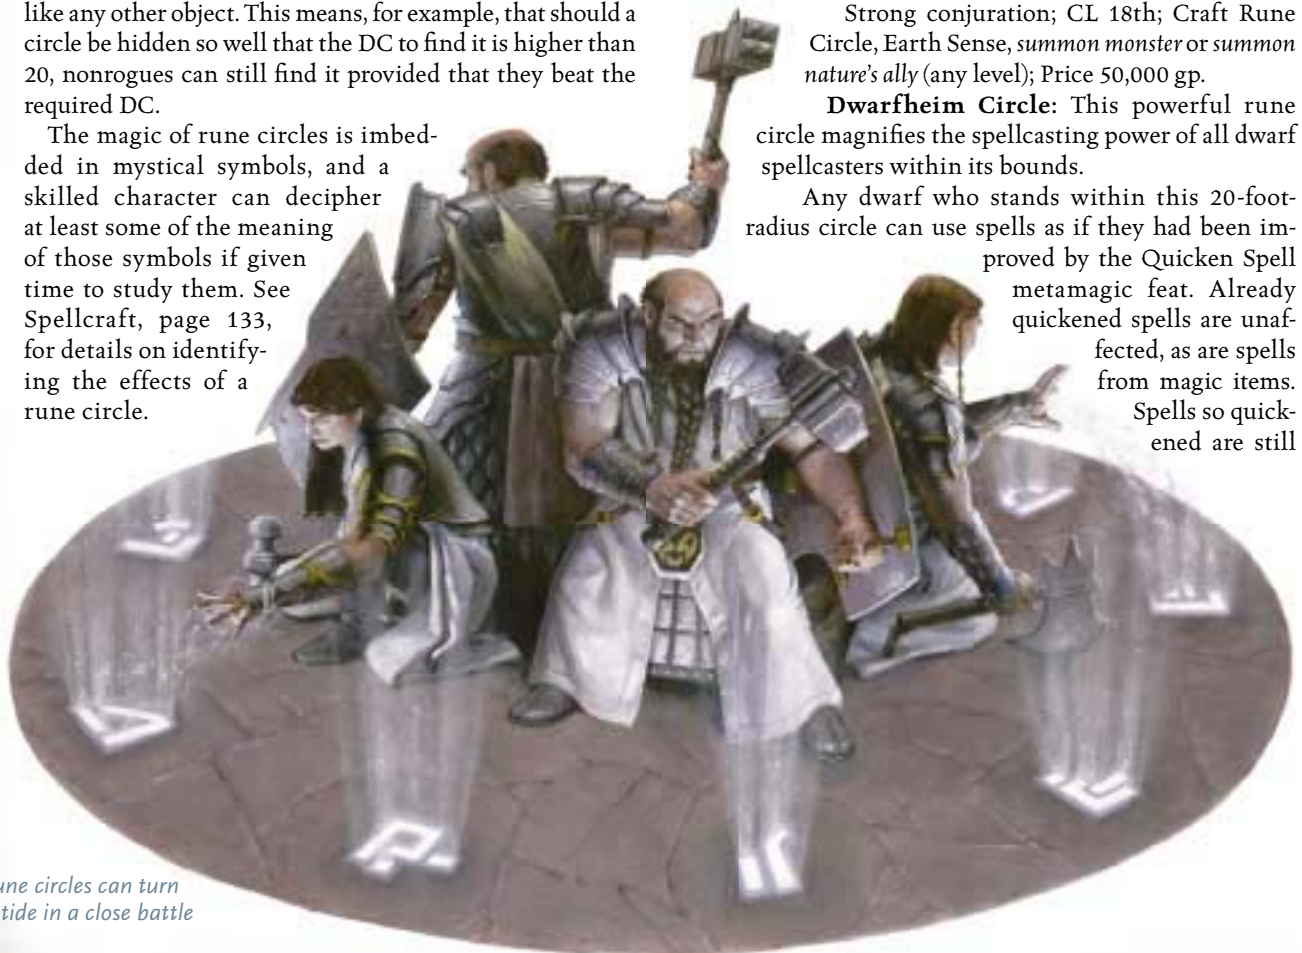 like any other object. This means, for example, that should a
circle be hidden so well that the DC to find it is higher than
20, nonrogues can still find it provided that they beat the
required DC.
The magic of rune circles is imbed-
ded in mystical symbols, and a
skilled character can decipher
at least some of the meaning
of those symbols if given
time to study them. See
Spellcraft, page 133,
for details on identify-
ing the effects of a
rune circle.
Strong conjuration; CL 18th; Craft Rune
Circle, Earth Sense, summon monster or summon
nature's ally (any level); Price 50,000 gp.
Dwarfheim Circle: This powerful rune
circle magnifies the spellcasting power of all dwarf
spellcasters within its bounds.
Any dwarf who stands within this 20-foot-
radius circle can use spells as if they had been im-
proved by the Quicken Spell
metamagic feat. Already
quickened spells are unaf-
fected, as are spells
from magic items.
Spells so quick-
ened are still
une circles can turn
tide in a close battle